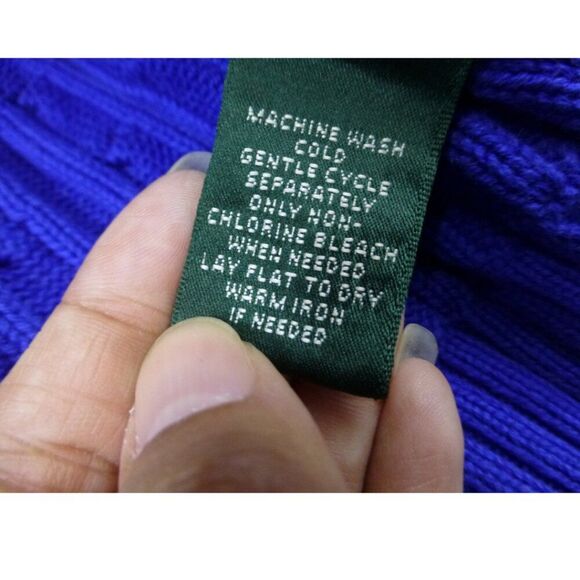 MACHINE WASH
COLD
GENTLE CYCLE
SEPARATELY
ONLY NON-
CHLORINE BLEACH
WHEN NEEDED
LAY FLAT TO DRY
WARM IRON
IF NEEDED